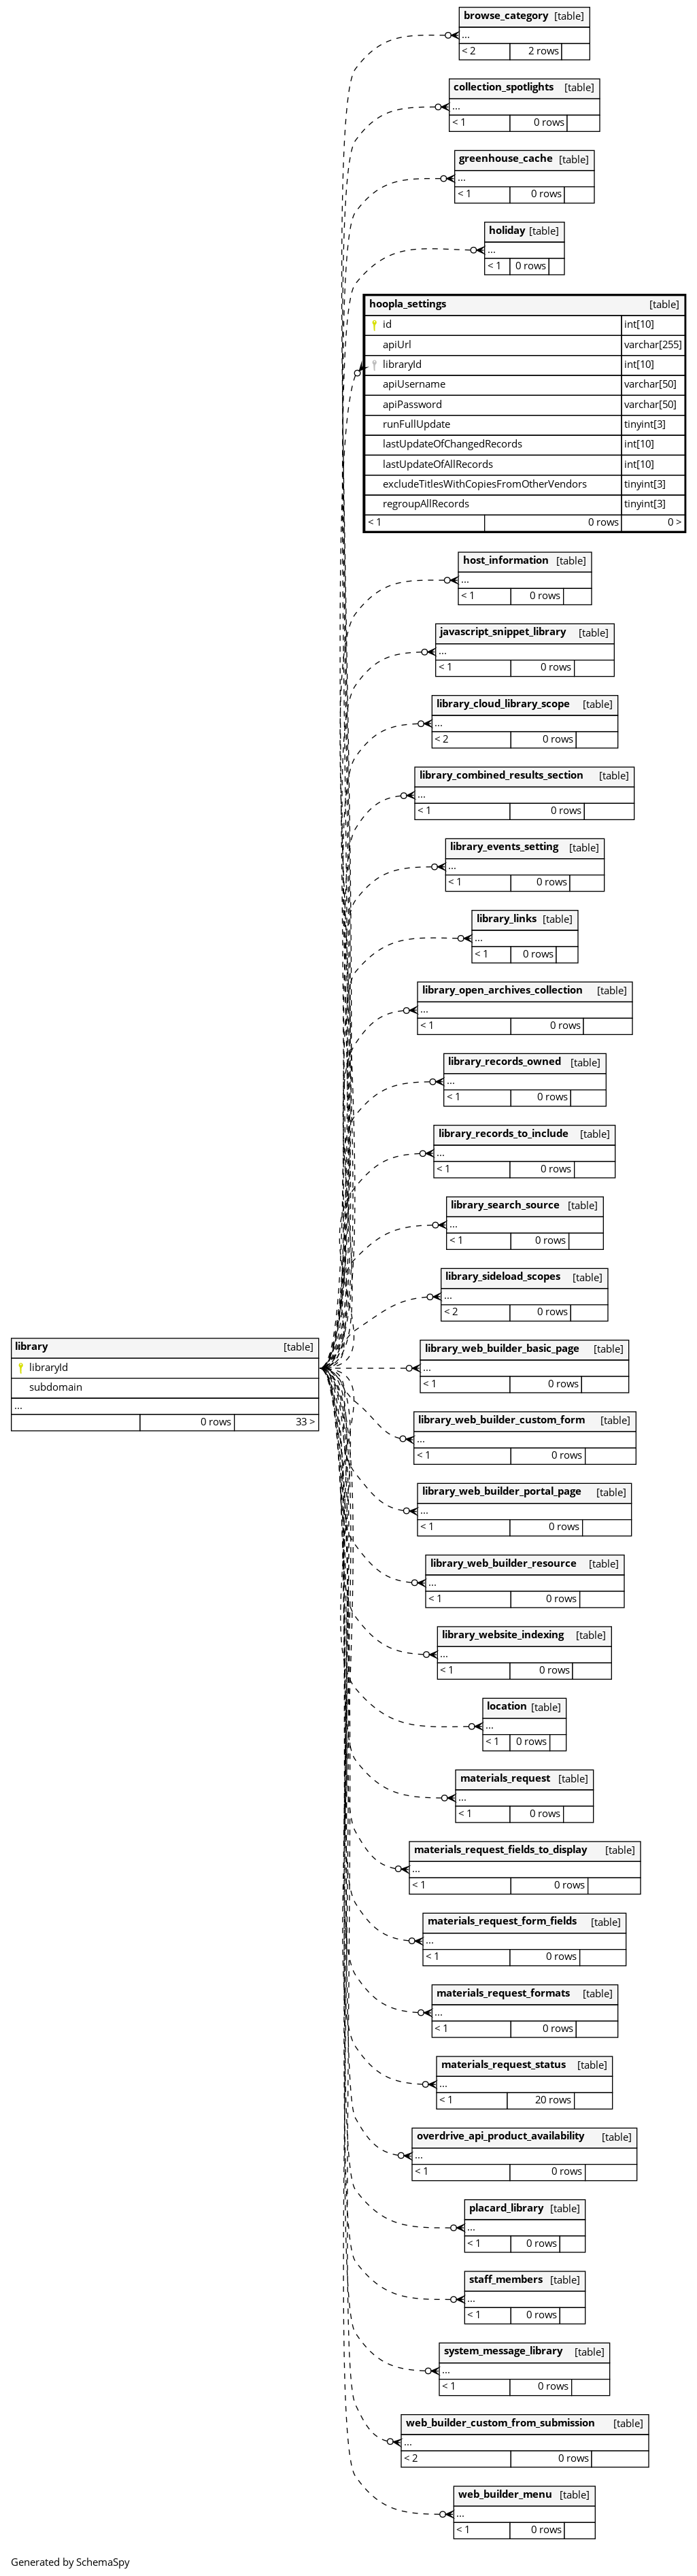 browse_category [table]
...
< 2 2 rows
collection_spotlights [table]
...
< 1 0 rows
greenhouse_cache [table]
...
< 1 0 rows
holiday [table]
...
< 1 0 rows
hoopla_settings [table]
id int[10]
apiUrl varchar[255]
libraryId int[10]
apiUsername varchar[50]
apiPassword varchar[50]
runFullUpdate tinyint[3]
lastUpdateOfChangedRecords int[10]
lastUpdateOfAllRecords int[10]
excludeTitlesWithCopiesFromOtherVendors tinyint[3]
regroupAllRecords tinyint[3]
< 1 0 rows 0 >
host_information [table]
...
< 1 0 rows
javascript_snippet_library [table]
...
< 1 0 rows
library_cloud_library_scope [table]
...
< 2 0 rows
library_combined_results_section [table]
...
< 1 0 rows
library_events_setting [table]
...
< 1 0 rows
library_links [table]
...
< 1 0 rows
library_open_archives_collection [table]
...
< 1 0 rows
library_records_owned [table]
...
< 1 0 rows
library_records_to_include [table]
...
< 1 0 rows
library_search_source [table]
...
< 1 0 rows
library_sideload_scopes [table]
...
< 2 0 rows
library [table]
libraryId
subdomain
...
0 rows 33 >
library_web_builder_basic_page [table]
...
< 1 0 rows
library_web_builder_custom_form [table]
...
< 1 0 rows
library_web_builder_portal_page [table]
...
< 1 0 rows
library_web_builder_resource [table]
...
< 1 0 rows
library_website_indexing [table]
...
< 1 0 rows
location [table]
...
< 1 0 rows
materials_request [table]
...
< 1 0 rows
materials_request_fields_to_display [table]
...
< 1 0 rows
materials_request_form_fields [table]
...
< 1 0 rows
materials_request_formats [table]
...
< 1 0 rows
materials_request_status [table]
...
< 1 20 rows
overdrive_api_product_availability [table]
...
< 1 0 rows
placard_library [table]
...
< 1 0 rows
staff_members [table]
...
< 1 0 rows
system_message_library [table]
...
< 1 0 rows
web_builder_custom_from_submission [table]
...
< 2 0 rows
web_builder_menu [table]
...
< 1 0 rows
Generated by SchemaSpy